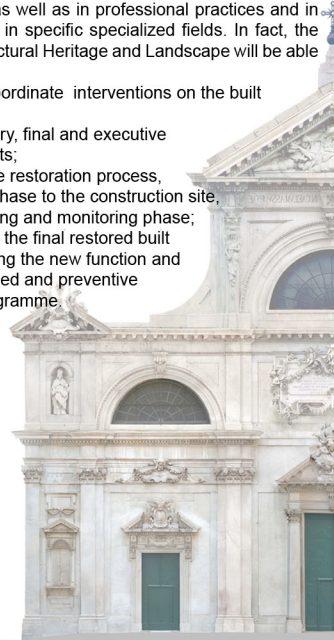 as well as in professional practices and in
in specific specialized fields. In fact, the
ctural Heritage and Landscape will be able
ordinate interventions on the built
ry, final and executive
ts;
e restoration process,
hase to the construction site,
ng and monitoring phase;
the final restored built
ng the new function and
ed and preventive
gramme.